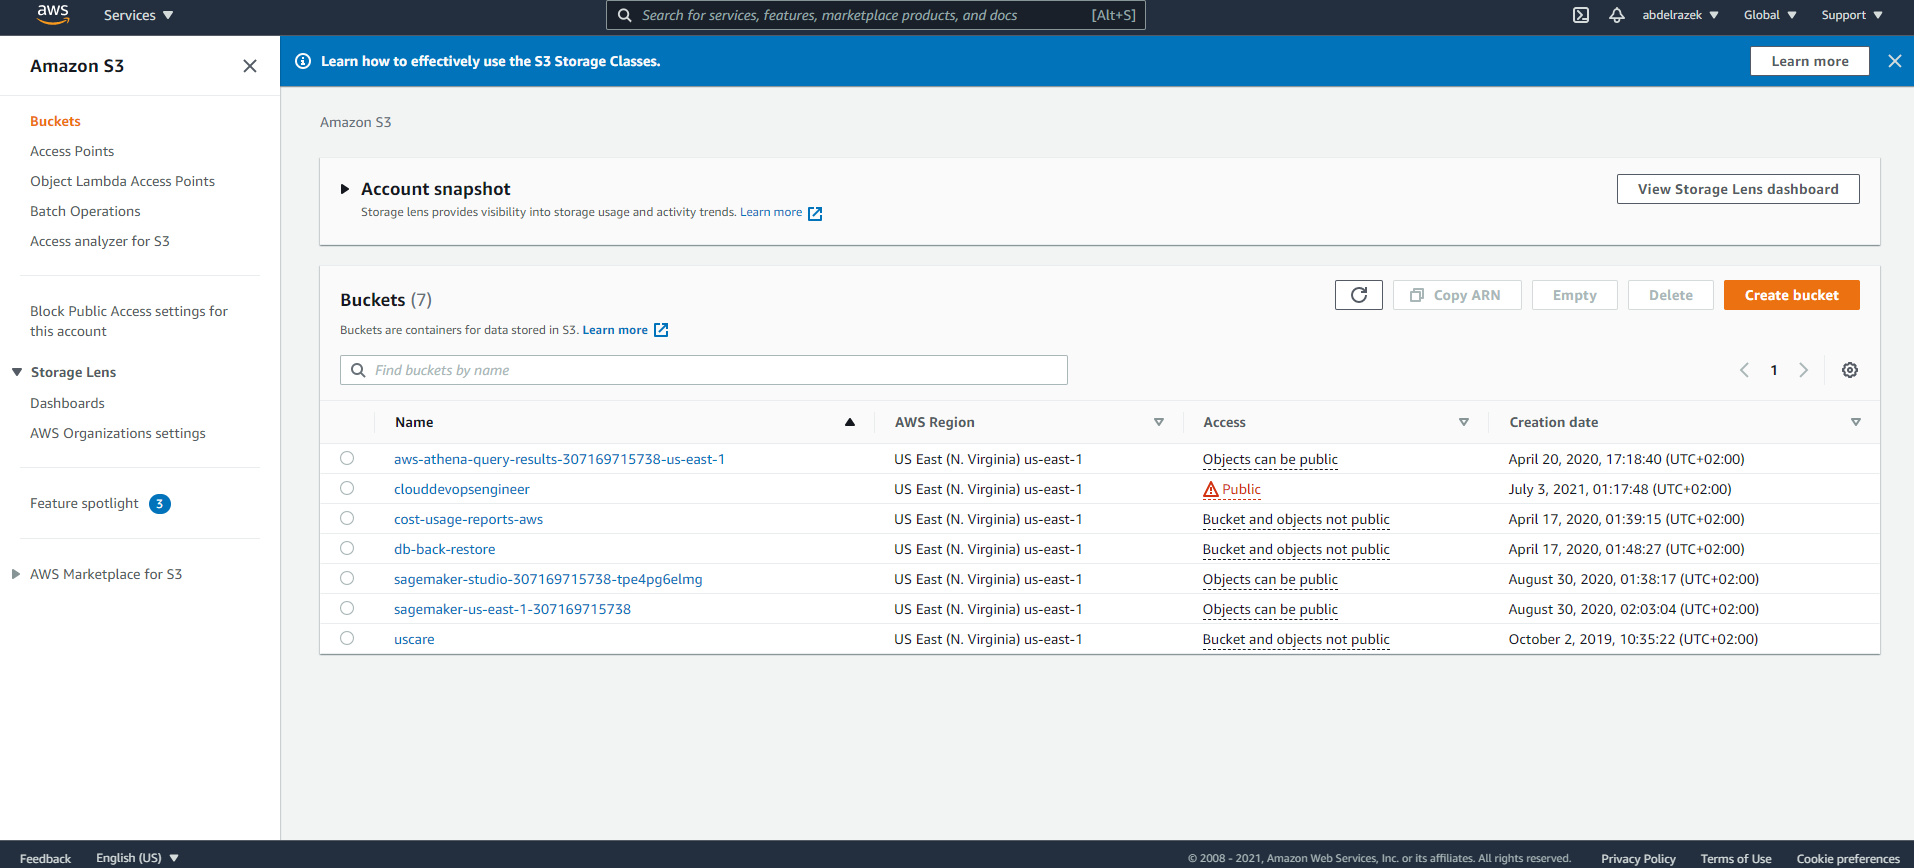 aws
Services
Search for services, features, marketplace products, and docs [Alt+S]
abdelrazek
Global
Support
Amazon S3
Buckets
Access Points
Object Lambda Access Points
Batch Operations
Access analyzer for S3
Block Public Access settings for
this account
Storage Lens
Dashboards
AWS Organizations settings
Feature spotlight 3
AWS Marketplace for S3
Learn how to effectively use the S3 Storage Classes.
Learn more
Amazon S3
Account snapshot
Storage lens provides visibility into storage usage and activity trends. Learn more
View Storage Lens dashboard
Buckets (7)
Buckets are containers for data stored in S3. Learn more
Copy ARN
Empty
Delete
Create bucket
Find buckets by name
1
Name AWS Region Access Creation date
aws-athena-query-results-307169715738-us-east-1 US East (N. Virginia) us-east-1 Objects can be public April 20, 2020, 17:18:40 (UTC+02:00)
clouddevopsengineer US East (N. Virginia) us-east-1 Public July 3, 2021, 01:17:48 (UTC+02:00)
cost-usage-reports-aws US East (N. Virginia) us-east-1 Bucket and objects not public April 17, 2020, 01:39:15 (UTC+02:00)
db-back-restore US East (N. Virginia) us-east-1 Bucket and objects not public April 17, 2020, 01:48:27 (UTC+02:00)
sagemaker-studio-307169715738-tpe4pg6elmg US East (N. Virginia) us-east-1 Objects can be public August 30, 2020, 01:38:17 (UTC+02:00)
sagemaker-us-east-1-307169715738 US East (N. Virginia) us-east-1 Objects can be public August 30, 2020, 02:03:04 (UTC+02:00)
uscare US East (N. Virginia) us-east-1 Bucket and objects not public October 2, 2019, 10:35:22 (UTC+02:00)
Feedback
English (US)
© 2008 - 2021, Amazon Web Services, Inc. or its affiliates. All rights reserved.
Privacy Policy
Terms of Use
Cookie preferences